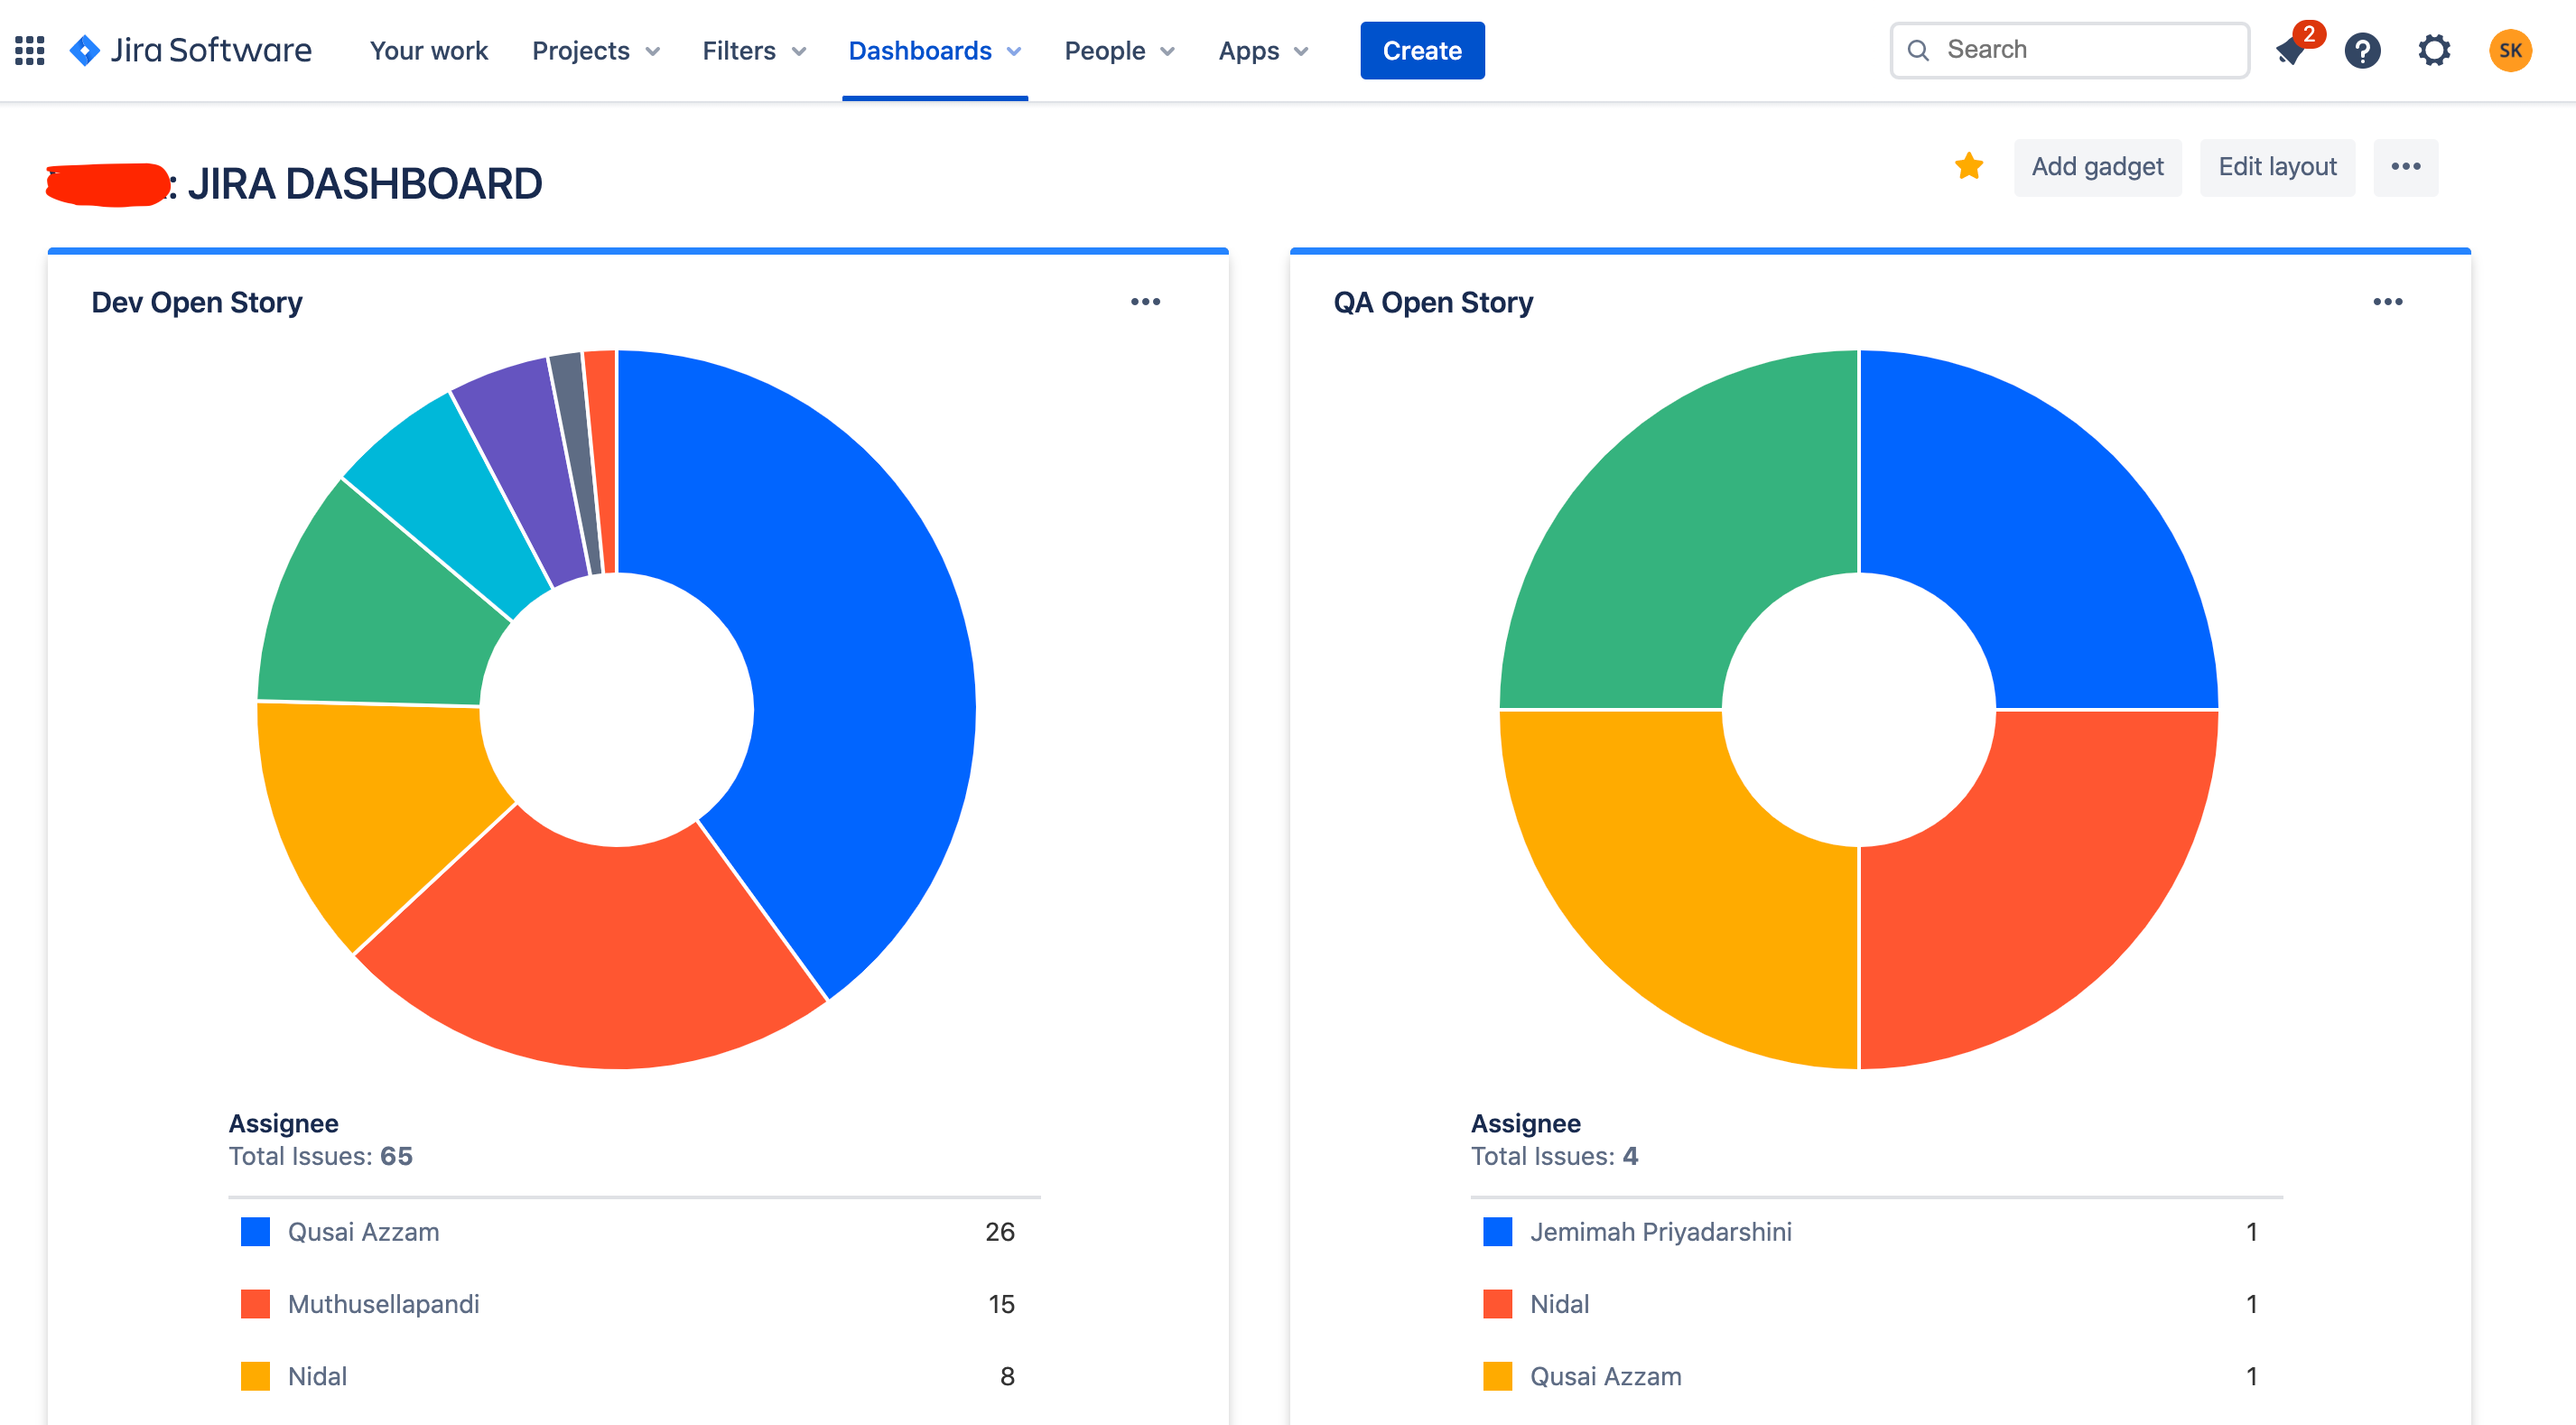 Jira Software Your work Projects Filters Dashboards People Apps Create Search 2 SK
: JIRA DASHBOARD
Add gadget Edit layout
Dev Open Story
Assignee
Total Issues: 65
Qusai Azzam 26
Muthusellapandi 15
Nidal 8
QA Open Story
Assignee
Total Issues: 4
Jemimah Priyadarshini 1
Nidal 1
Qusai Azzam 1